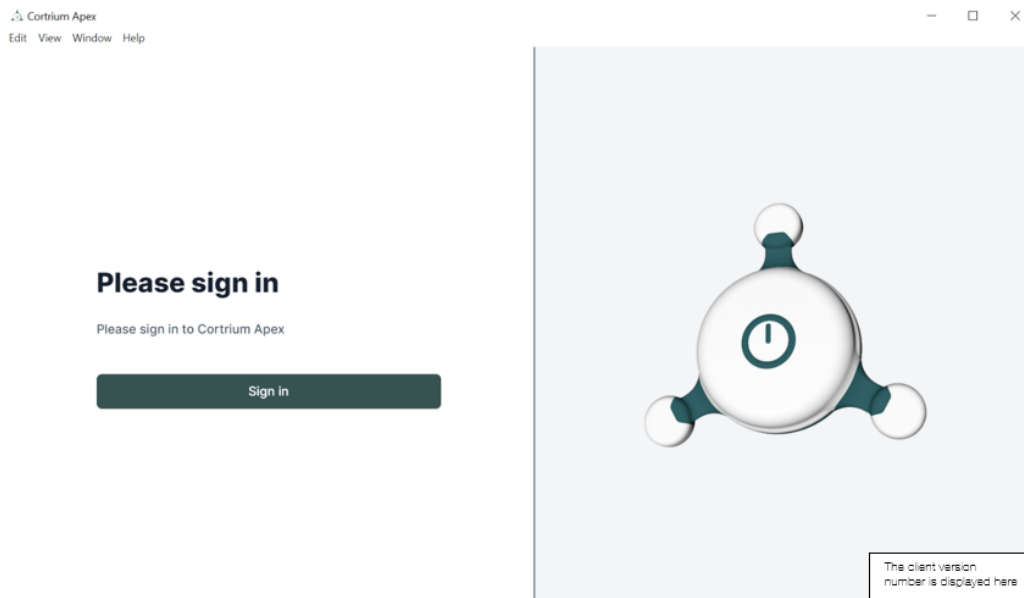 Cortrium Apex
Edit View Window Help
Please sign in
Please sign in to Cortrium Apex
Sign in
The client version
number is displayed here